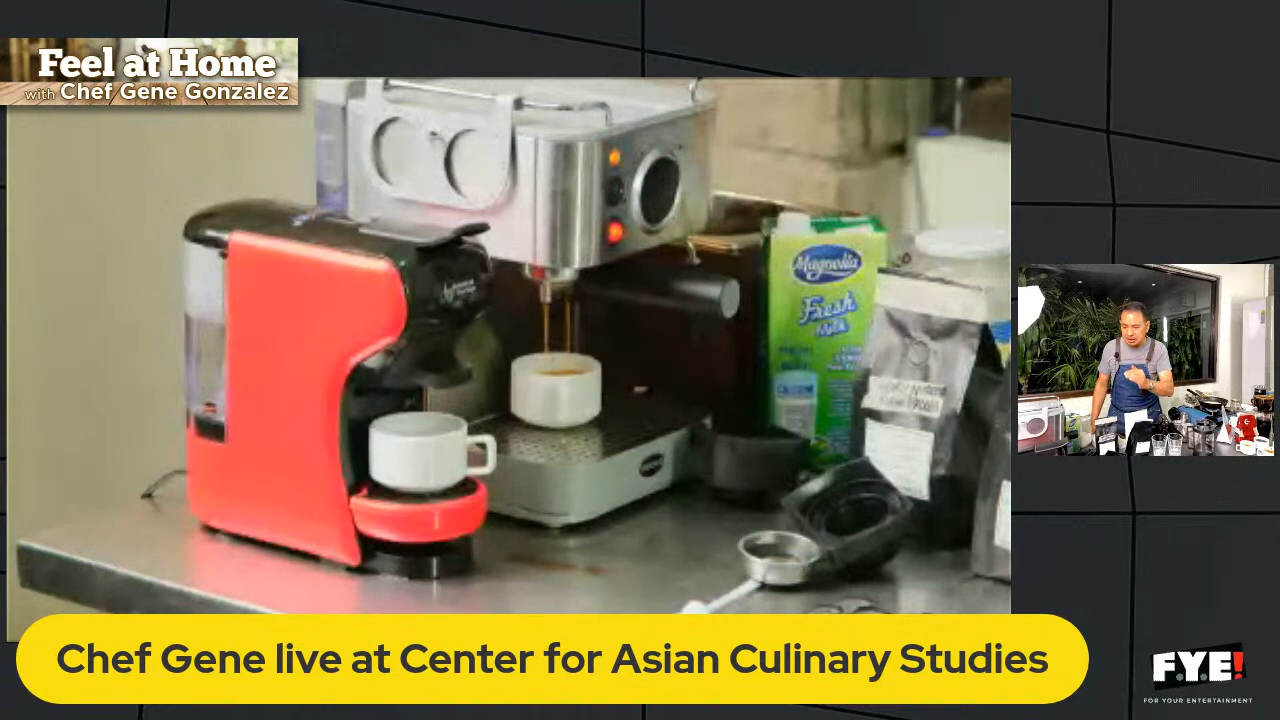 Feel at Home
with Chef Gene Gonzalez
Magnolia
Fresh
Milk
Chef Gene live at Center for Asian Culinary Studies
F.Y.E!
FOR YOUR ENTERTAINMENT